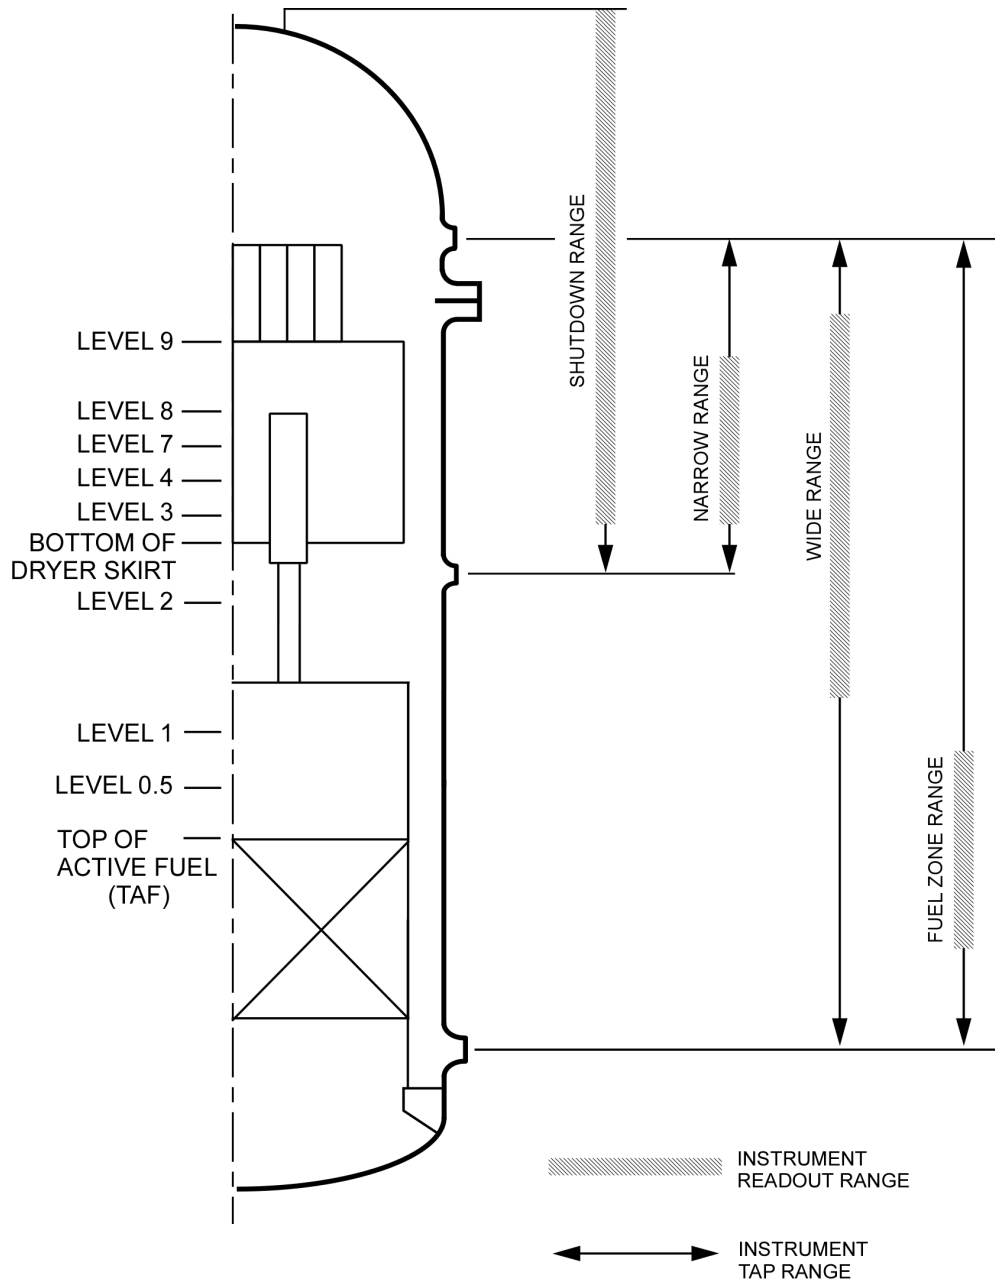 LEVEL 9
LEVEL 8
LEVEL 7
LEVEL 4
LEVEL 3
BOTTOM OF
DRYER SKIRT
LEVEL 2
LEVEL 1
LEVEL 0.5
TOP OF
ACTIVE FUEL
(TAF)
SHUTDOWN RANGE
NARROW RANGE
WIDE RANGE
FUEL ZONE RANGE
INSTRUMENT
READOUT RANGE
INSTRUMENT
TAP RANGE